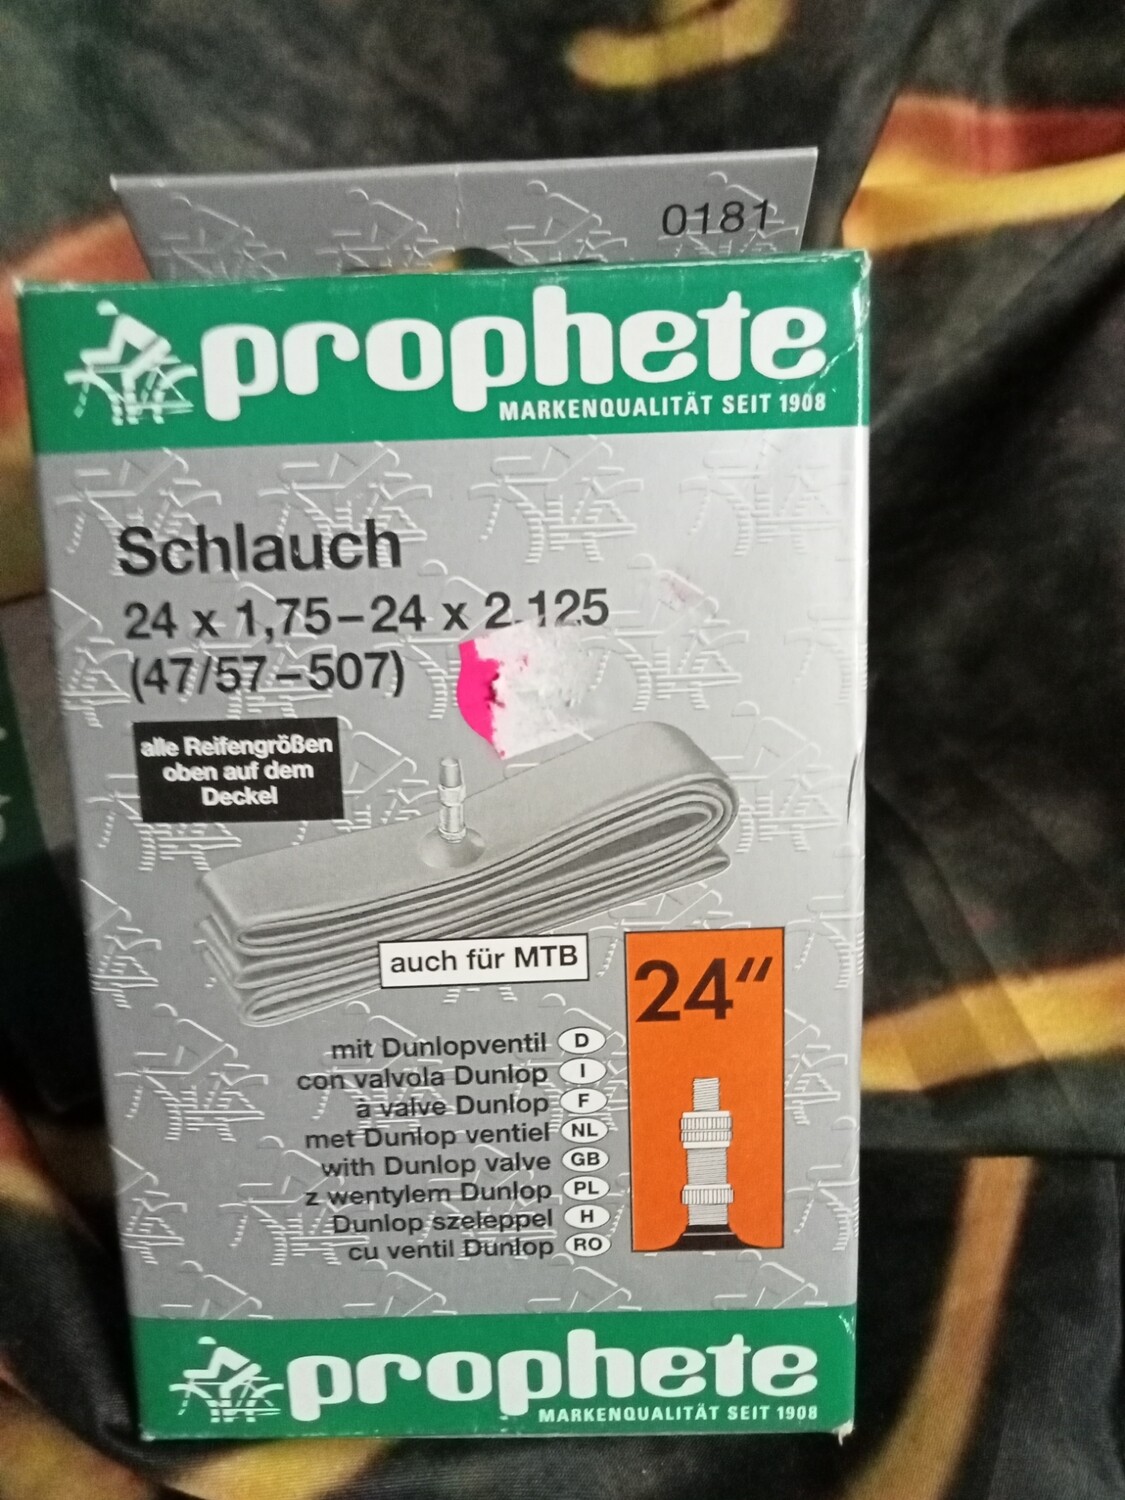 0181
prophete
MARKENQUALITÄT SEIT 1908
Schlauch
24 x 1,75–24 x 2.125
(47/57–507)
alle Reifengrößen
oben auf dem
Deckel
auch für MTB
24“
mit Dunlopventil D
con valvola Dunlop I
à valve Dunlop F
met Dunlop ventiel NL
with Dunlop valve GB
z wentylem Dunlop PL
Dunlop szeleppel H
cu ventil Dunlop RO
prophete
MARKENQUALITÄT SEIT 1908